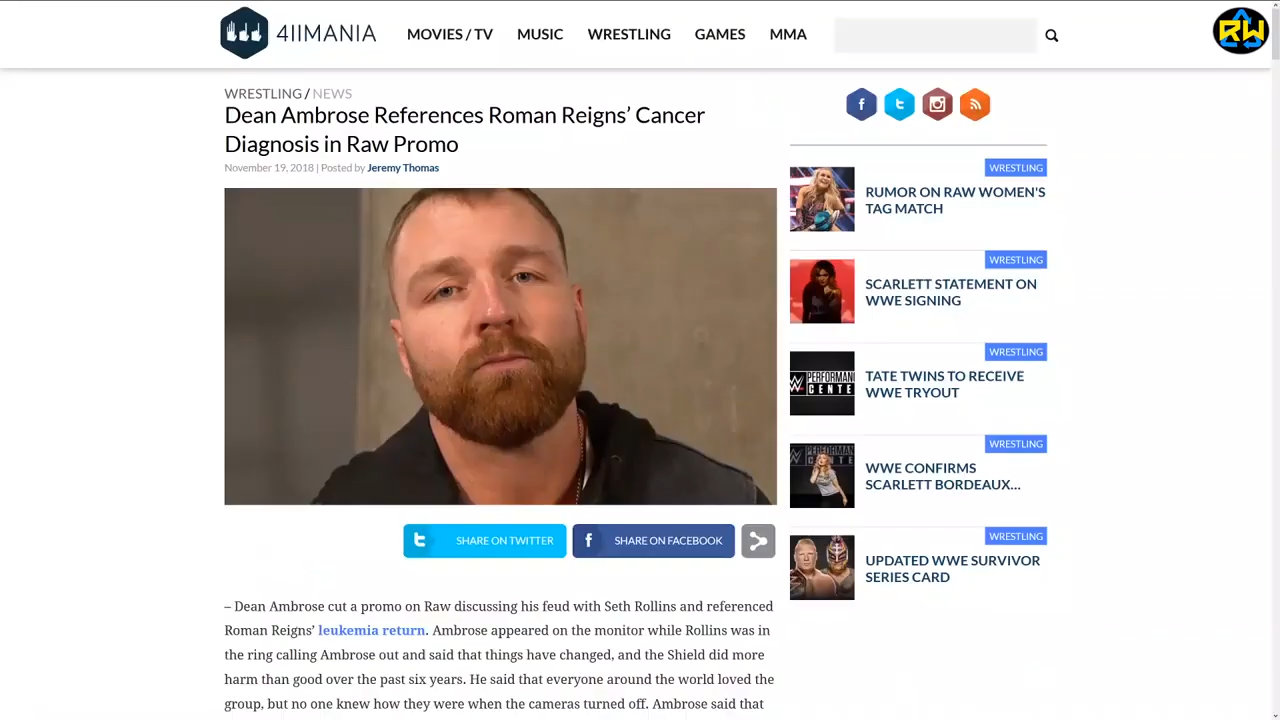 411MANIA
MOVIES / TV
MUSIC
WRESTLING
GAMES
MMA
RW
WRESTLING / NEWS
Dean Ambrose References Roman Reigns’ Cancer
Diagnosis in Raw Promo
November 19, 2018 | Posted by Jeremy Thomas
SHARE ON TWITTER
SHARE ON FACEBOOK
– Dean Ambrose cut a promo on Raw discussing his feud with Seth Rollins and referenced
Roman Reigns’ leukemia return. Ambrose appeared on the monitor while Rollins was in
the ring calling Ambrose out and said that things have changed, and the Shield did more
harm than good over the past six years. He said that everyone around the world loved the
group, but no one knew how they were when the cameras turned off. Ambrose said that
WRESTLING
RUMOR ON RAW WOMEN'S
TAG MATCH
WRESTLING
SCARLETT STATEMENT ON
WWE SIGNING
WRESTLING
PERFORMAN
CENTE
TATE TWINS TO RECEIVE
WWE TRYOUT
WRESTLING
PERFORMAN
WWE CONFIRMS
SCARLETT BORDEAUX...
WRESTLING
UPDATED WWE SURVIVOR
SERIES CARD